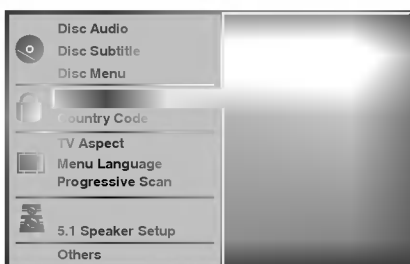 Disc Audio
Disc Subtitle
Disc Menu
Country Code
TV Aspect
Menu Language
Progressive Scan
5.1 Speaker Setup
Others